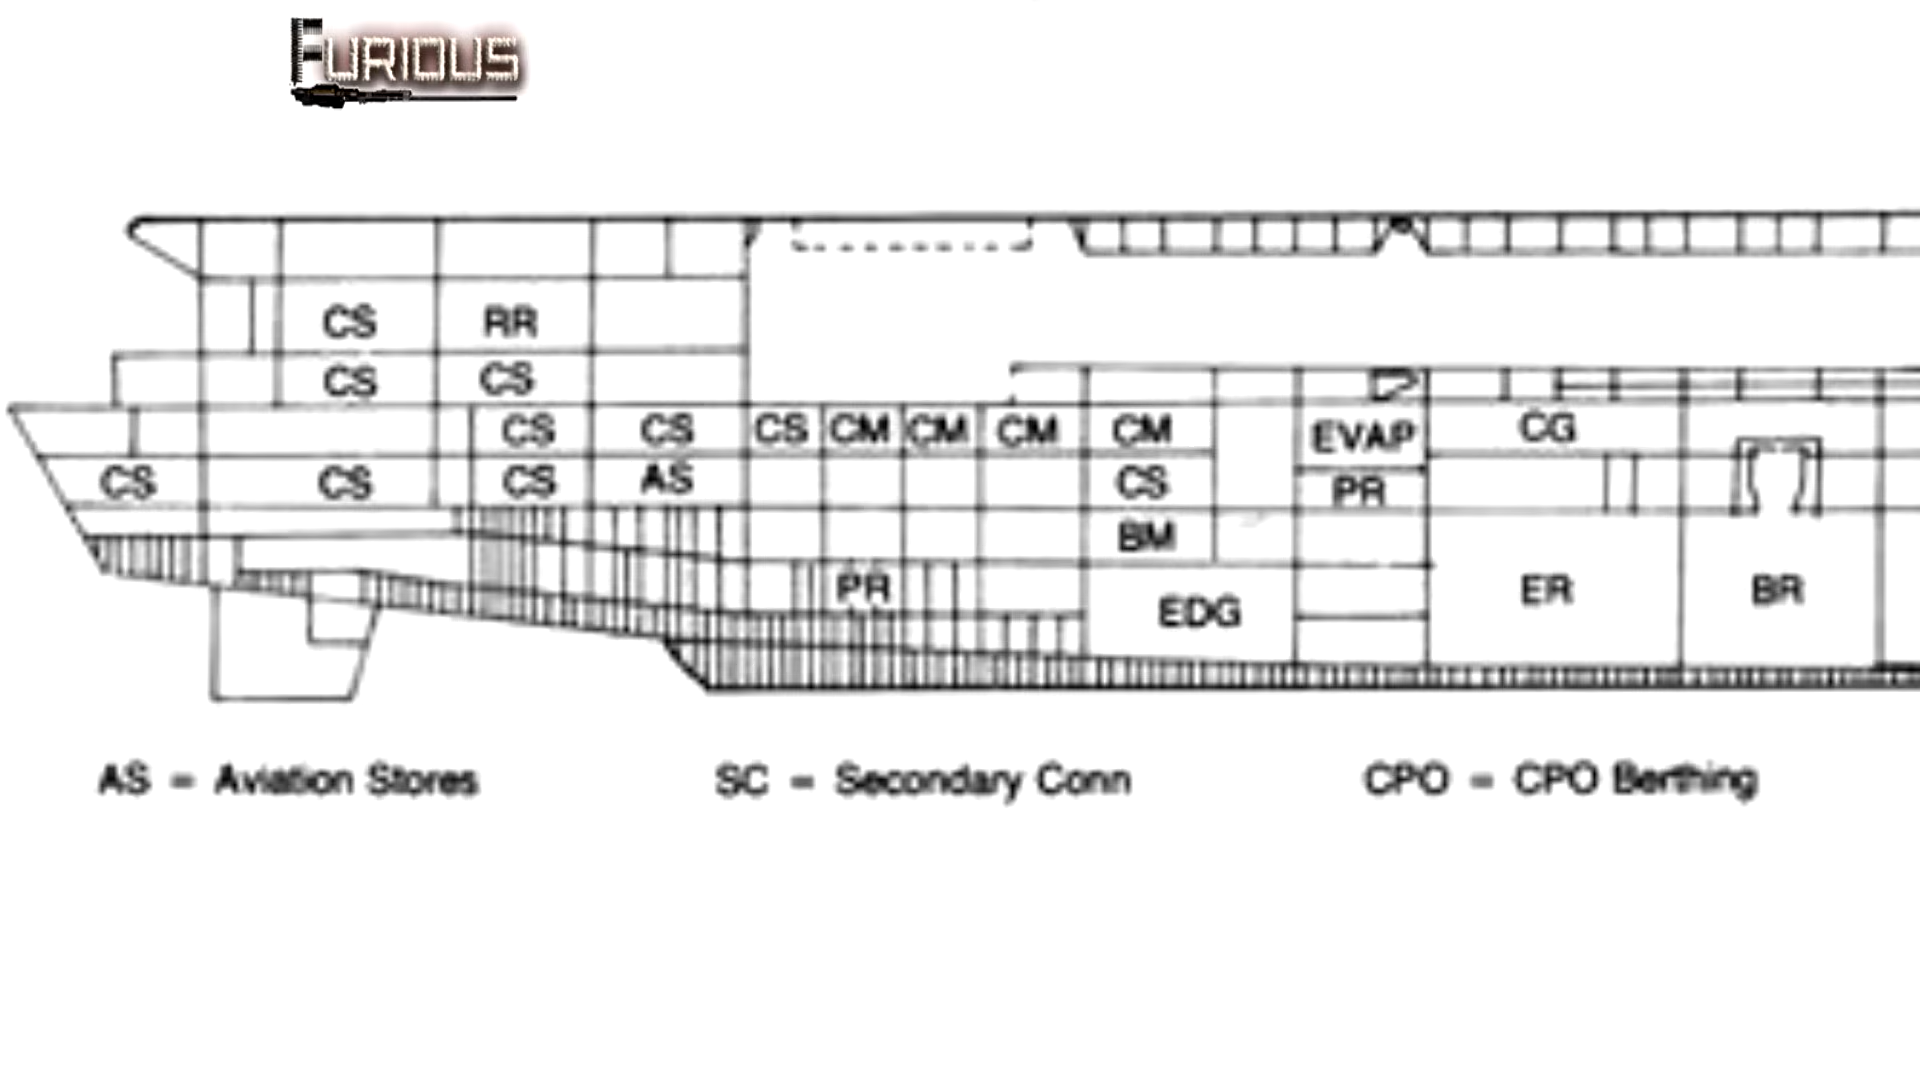 FURIOUS
CS RR
CS CS
CS CS CS CM CM CM CM EVAP CG
CS CS CS AS CS PR
BM
PR EDG ER BR
AS = Aviation Stores SC = Secondary Conn CPO = CPO Berthing